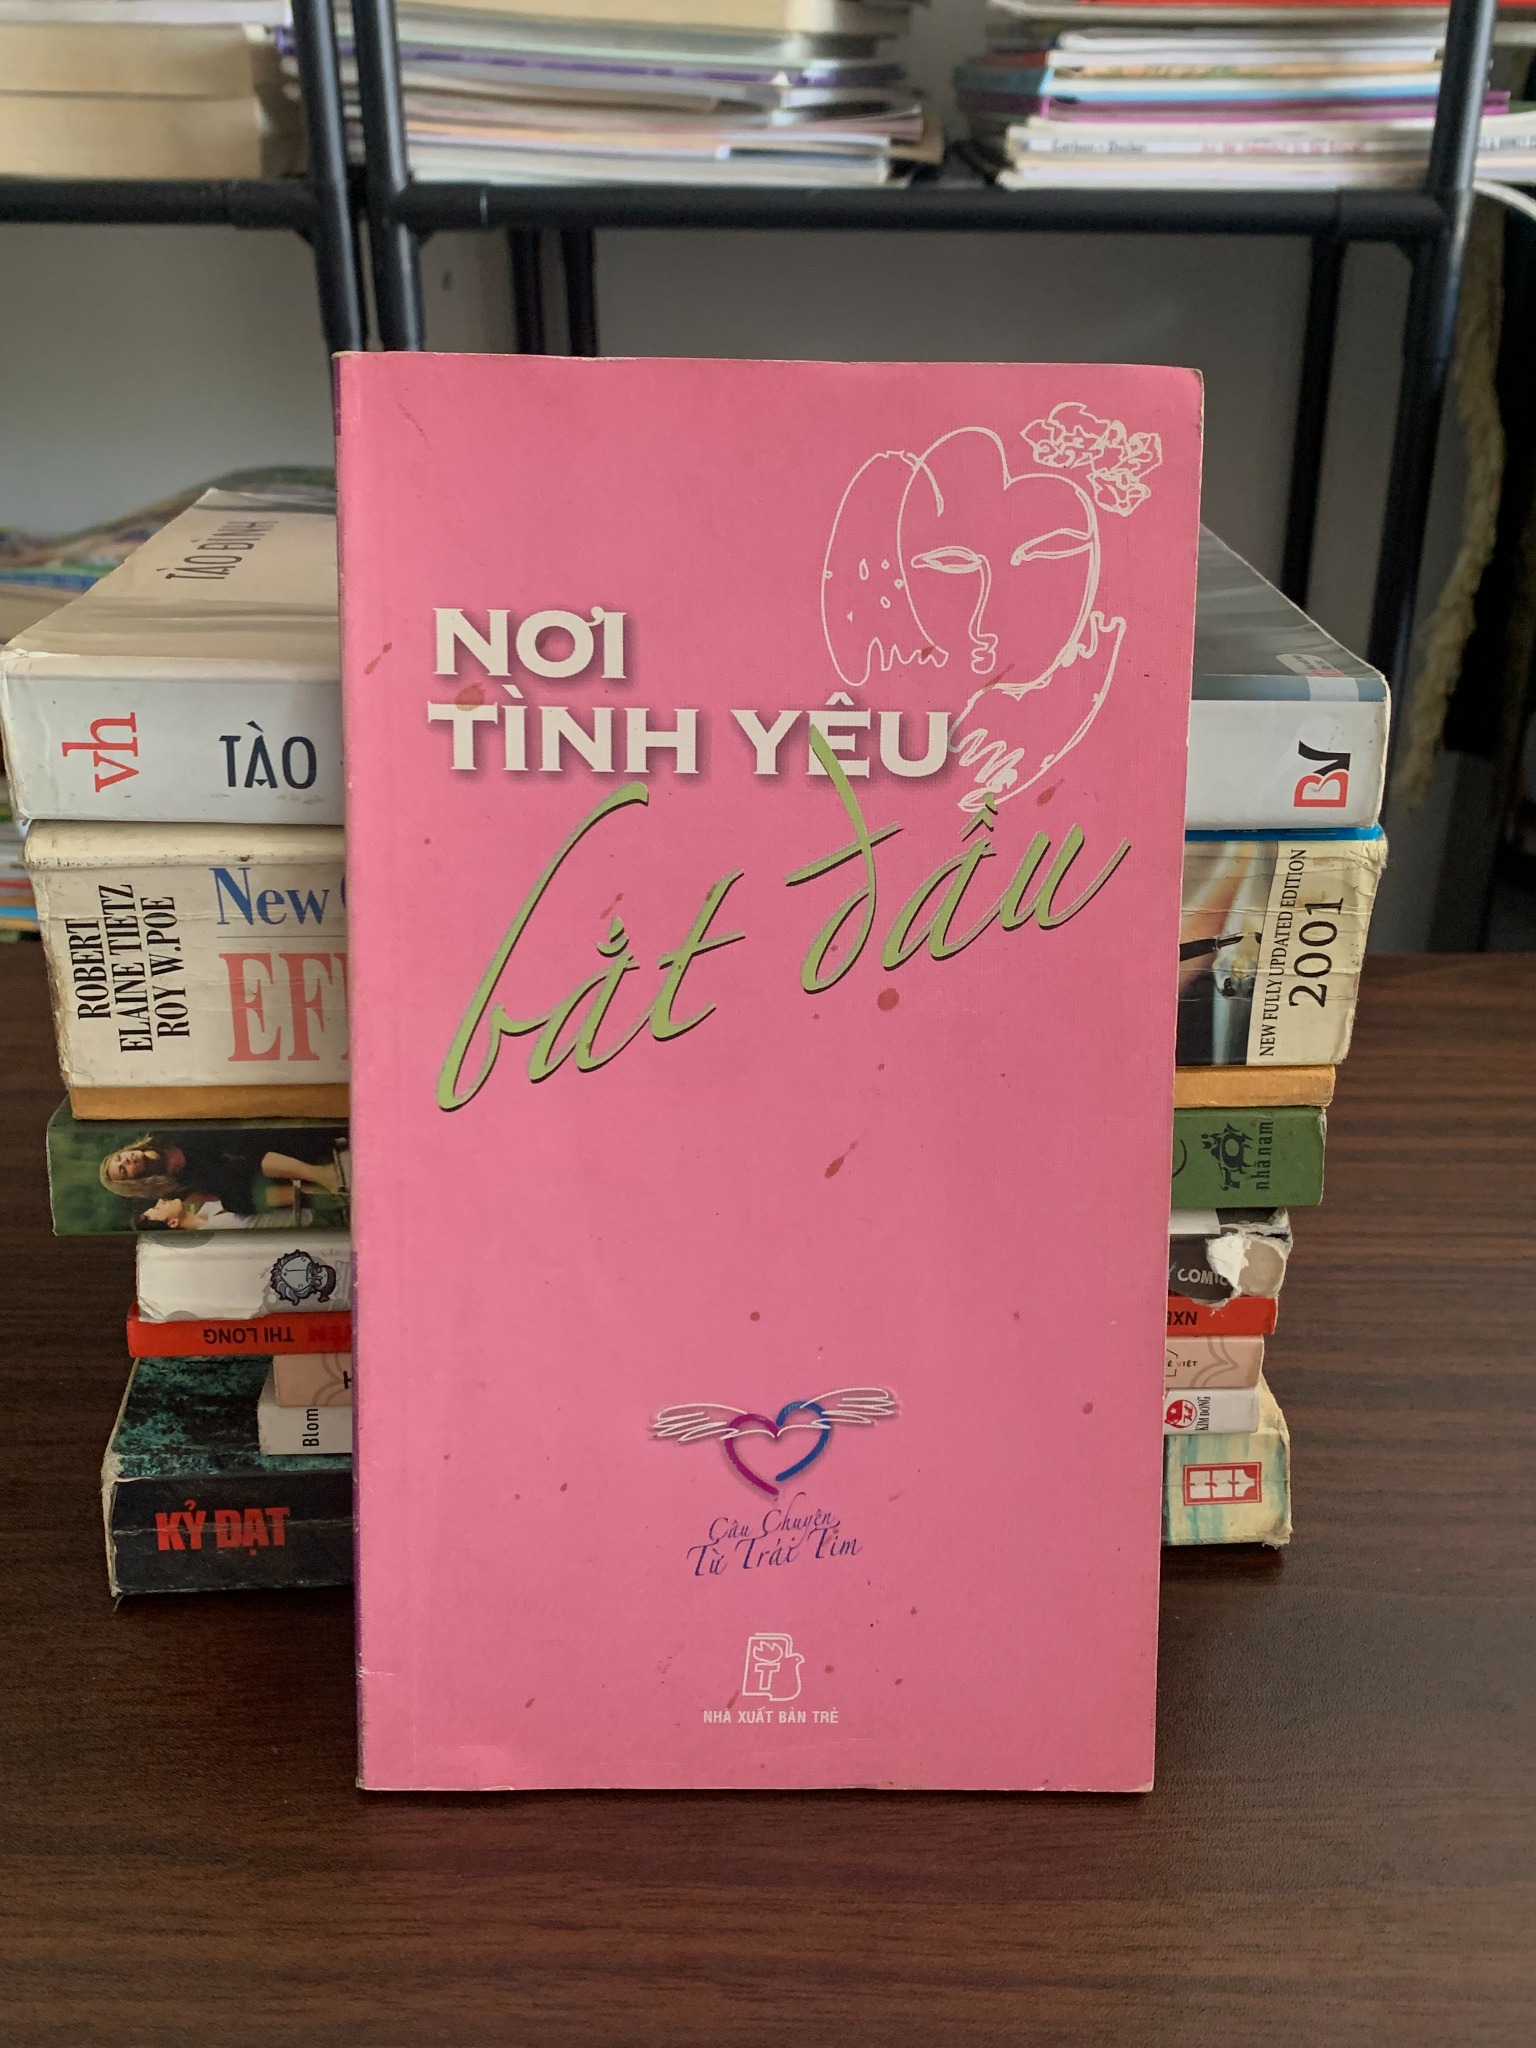 NƠI
TÌNH YÊU
bắt đầu
Câu Chuyện
Từ Trái Tim
T
NHÀ XUẤT BẢN TRẺ
TÀO ĐÌNH
vh
TÀO
BV
ROBERT
ELAINE TIETZ
ROY W.POE
New
NEW FULLY UPDATED EDITION
2001
nhã nam
COMIC
THI LONG
NXB
VIỆT
Blom
KIM ĐỒNG
KỶ ĐẠT